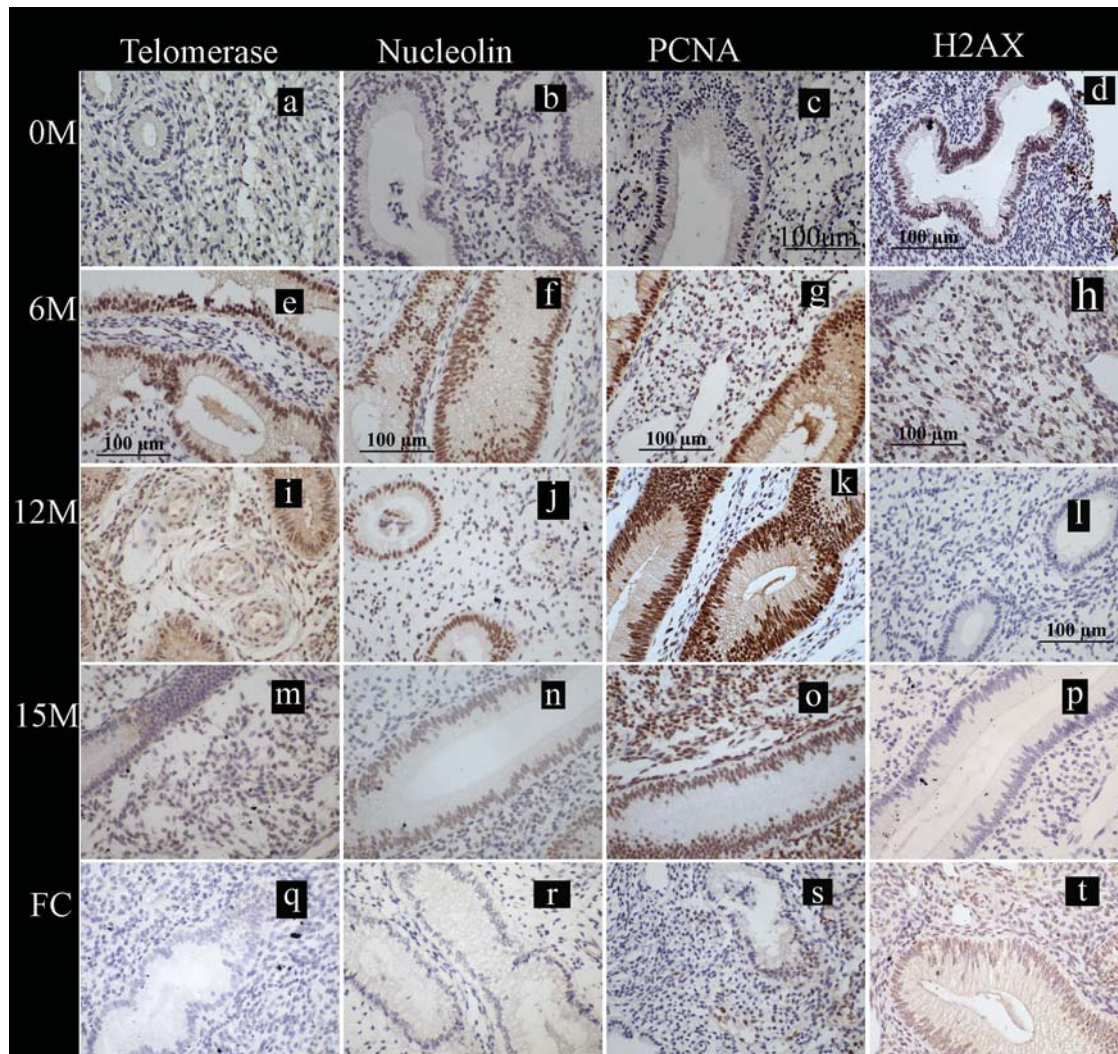 Telomerase Nucleolin PCNA H2AX
0M a b c d
100µm 100 µm
6M e f g h
100 µm 100 µm 100 µm 100 µm
12M i j k l
100 µm
15M m n o p
FC q r s t